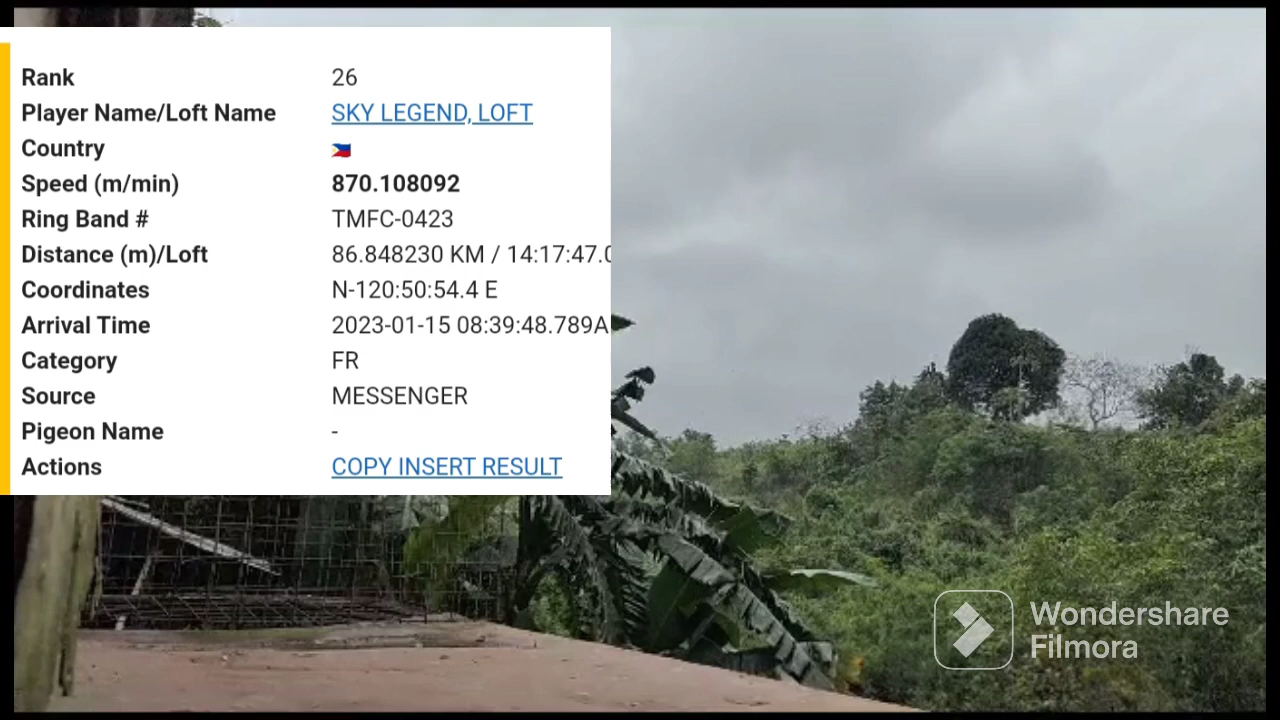 Rank 26
Player Name/Loft Name SKY LEGEND, LOFT
Country
Speed (m/min) 870.108092
Ring Band # TMFC-0423
Distance (m)/Loft 86.848230 KM / 14:17:47.0
Coordinates N-120:50:54.4 E
Arrival Time 2023-01-15 08:39:48.789A
Category FR
Source MESSENGER
Pigeon Name -
Actions COPY INSERT RESULT
Wondershare
Filmora